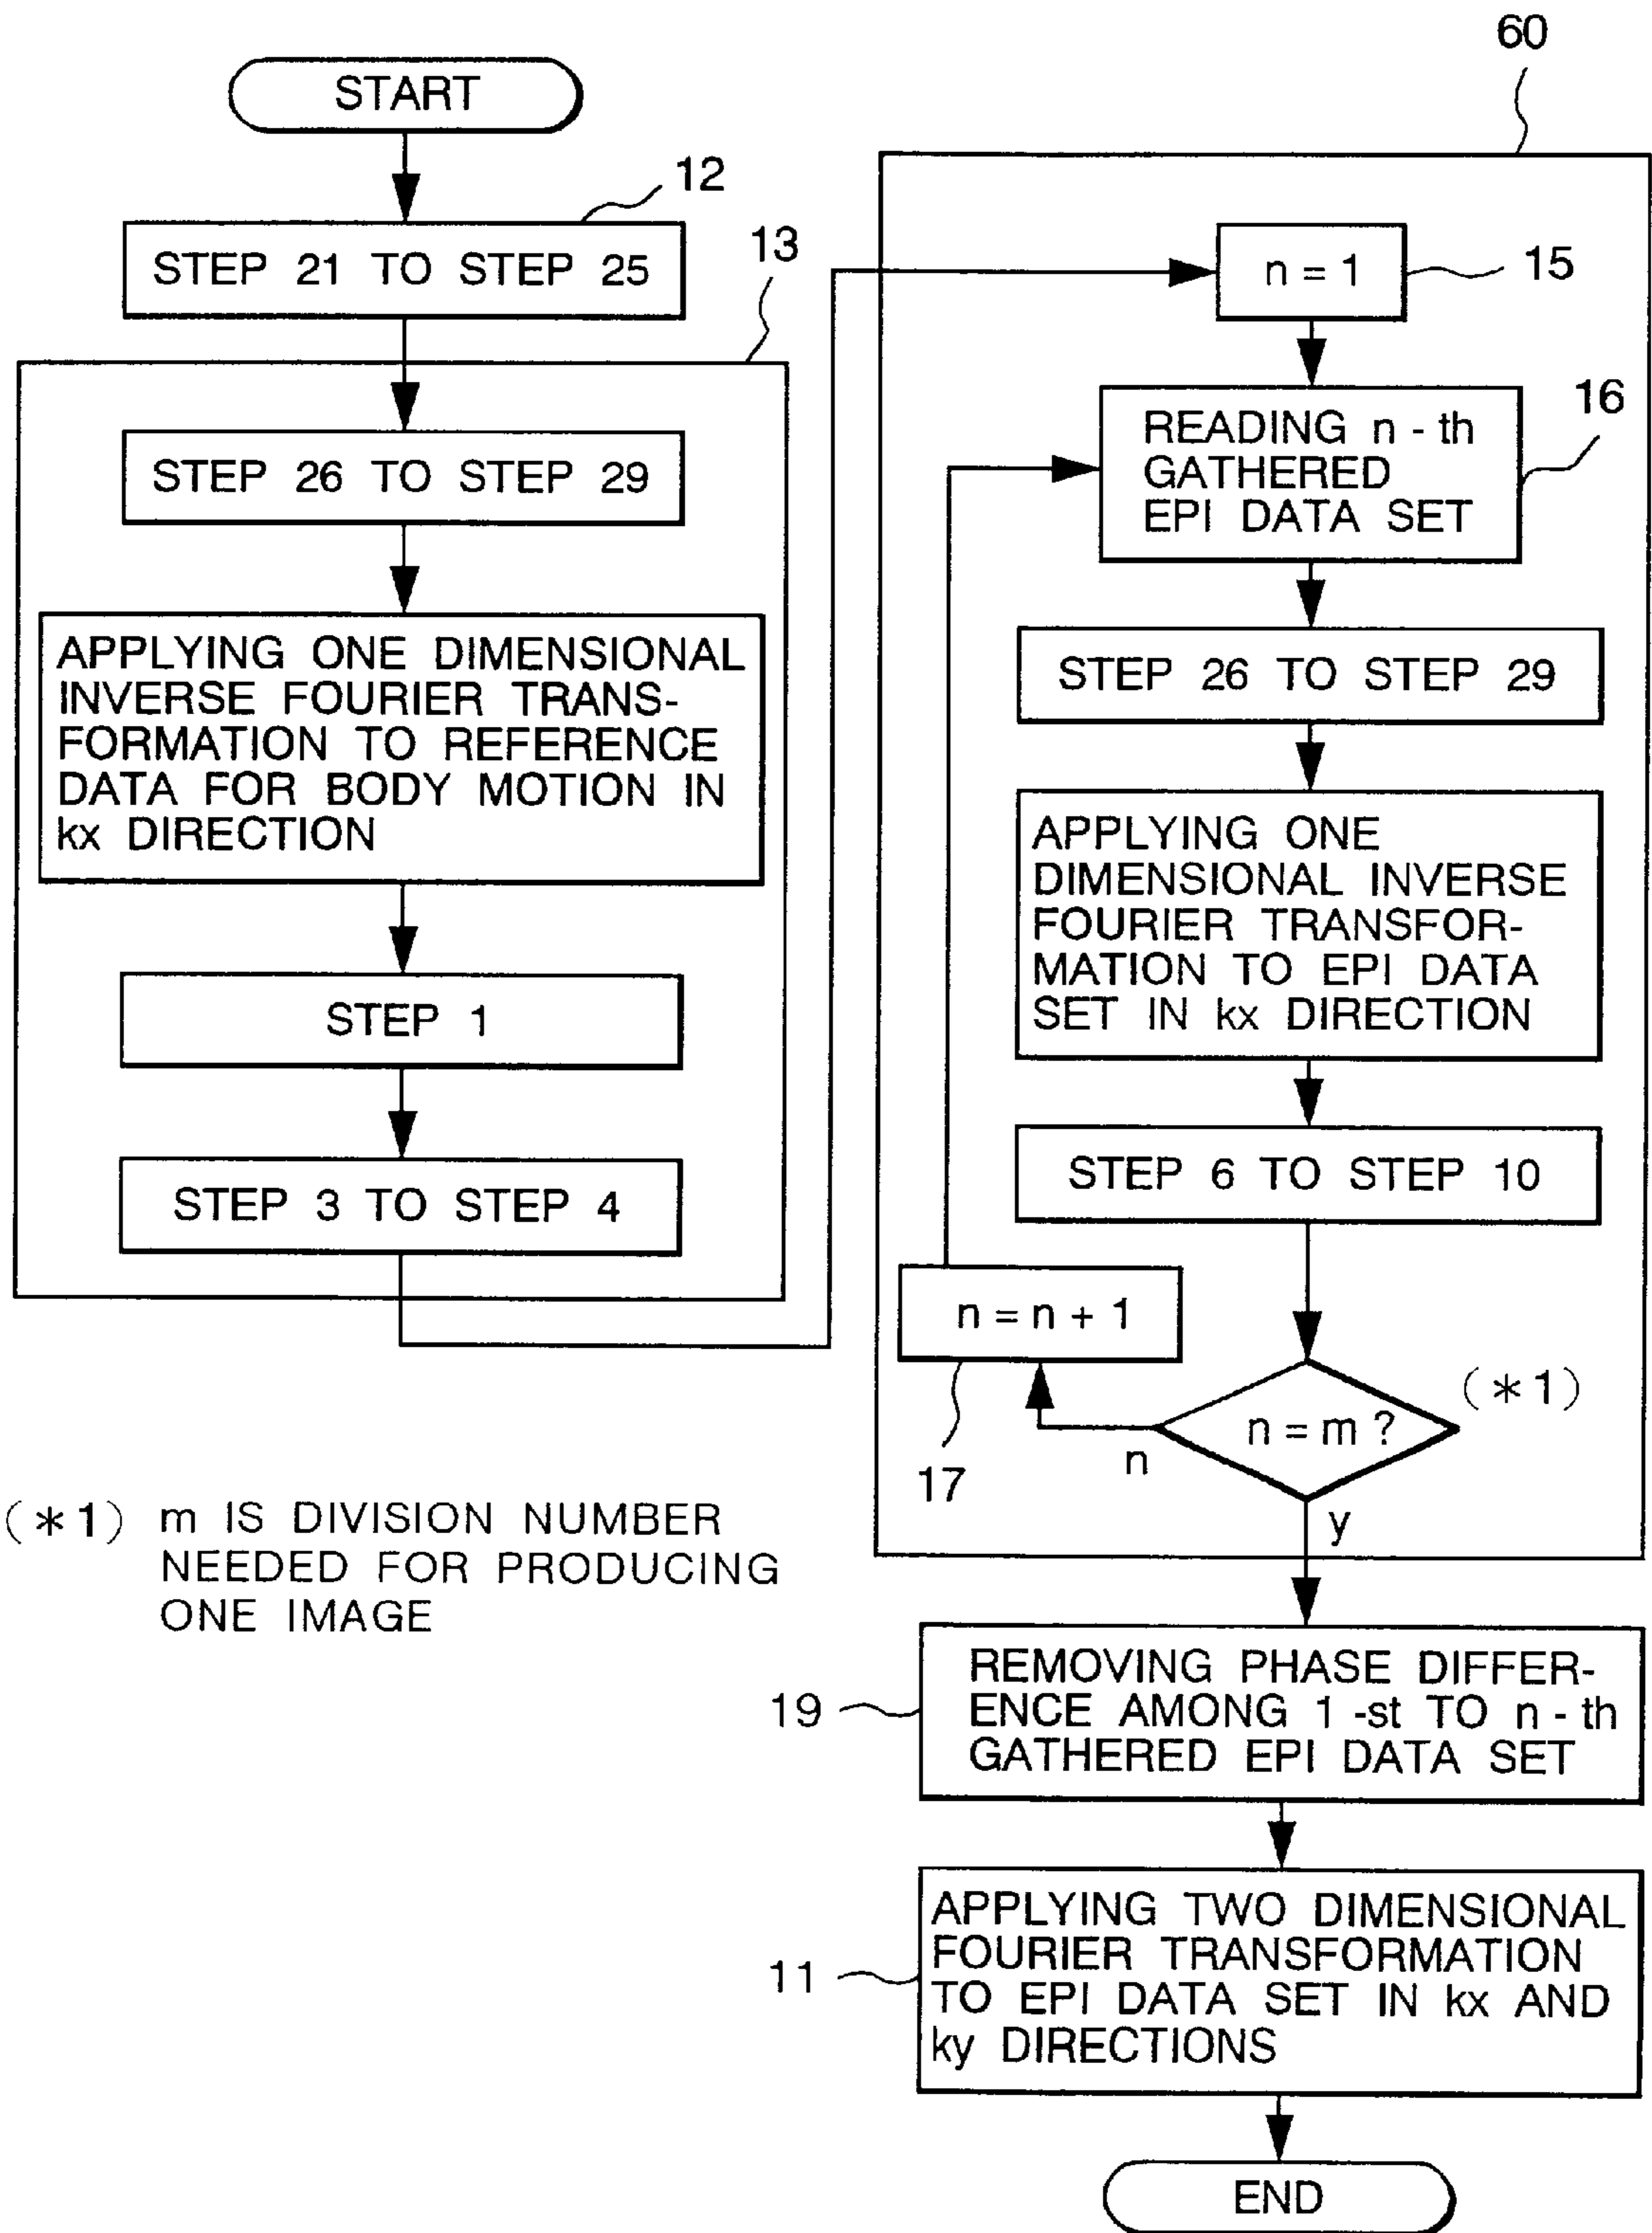 START
12
STEP 21 TO STEP 25
13
STEP 26 TO STEP 29
APPLYING ONE DIMENSIONAL
INVERSE FOURIER TRANS-
FORMATION TO REFERENCE
DATA FOR BODY MOTION IN
kx DIRECTION
STEP 1
STEP 3 TO STEP 4
(*1) m IS DIVISION NUMBER
NEEDED FOR PRODUCING
ONE IMAGE
60
n = 1
15
READING n - th
GATHERED
EPI DATA SET
16
STEP 26 TO STEP 29
APPLYING ONE
DIMENSIONAL INVERSE
FOURIER TRANSFOR-
MATION TO EPI DATA
SET IN kx DIRECTION
STEP 6 TO STEP 10
n = n + 1
17
n = m ?
(*1)
n
y
REMOVING PHASE DIFFER-
ENCE AMONG 1 -st TO n - th
GATHERED EPI DATA SET
19
APPLYING TWO DIMENSIONAL
FOURIER TRANSFORMATION
TO EPI DATA SET IN kx AND
ky DIRECTIONS
11
END